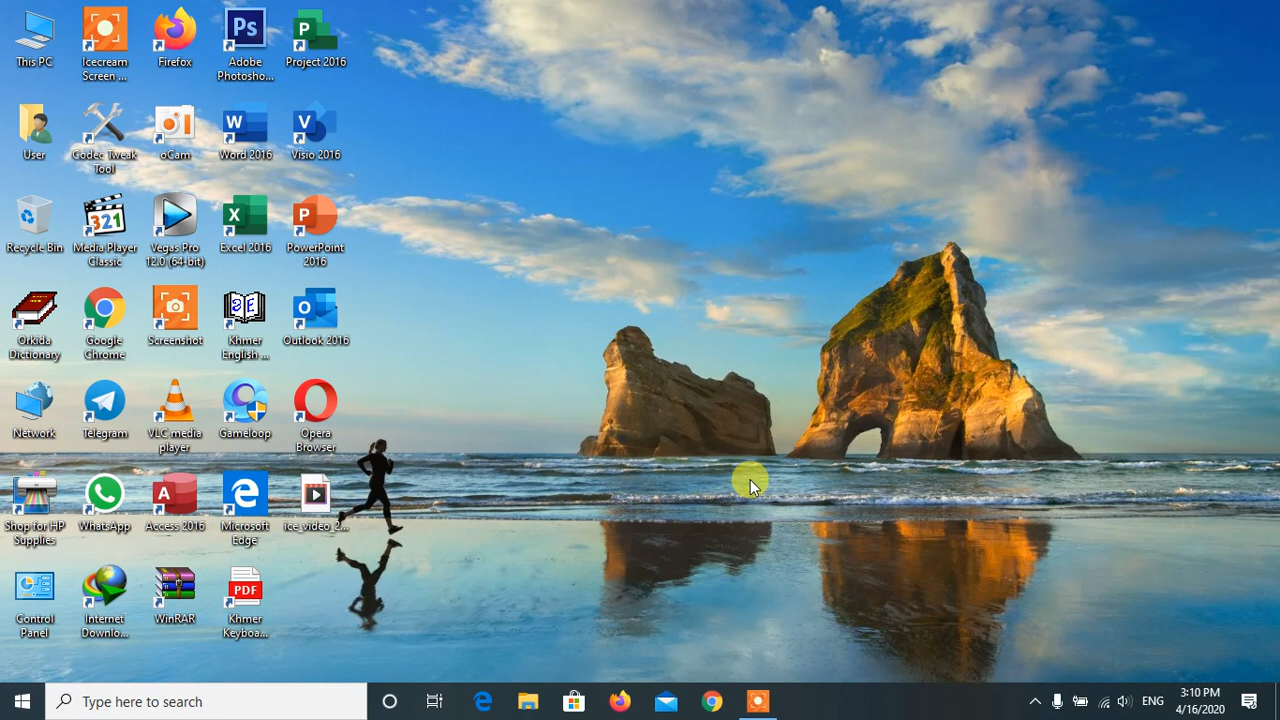 This PC
Icecream
Screen ...
Firefox
Ps
Adobe
Photosho...
P
Project 2016
User
Codec Tweak
Tool
oCam
W
Word 2016
V
Visio 2016
Recycle Bin
321
Media Player
Classic
Vegas Pro
12.0 (64-bit)
X
Excel 2016
P
PowerPoint
2016
Orkida
Dictionary
Google
Chrome
Screenshot
Khmer
English ...
O
Outlook 2016
Network
Telegram
VLC media
player
Gameloop
Opera
Browser
Shop for HP
Supplies
WhatsApp
A
Access 2016
Microsoft
Edge
ice_video_2...
Control
Panel
Internet
Downlo...
WinRAR
PDF
Khmer
Keyboa...
Type here to search
ENG
3:10 PM
4/16/2020